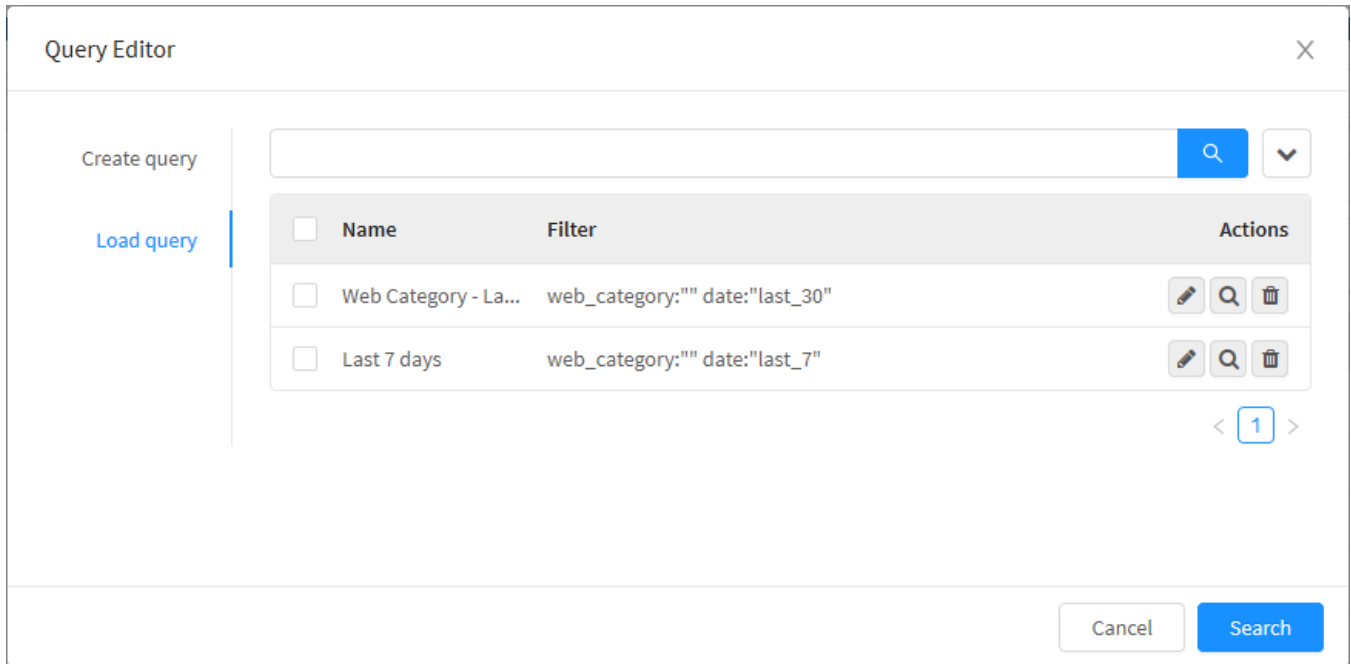 Query Editor
Create query
Load query
Name Filter Actions
Web Category - La... web_category:"" date:"last_30"
Last 7 days web_category:"" date:"last_7"
< 1 >
Cancel Search